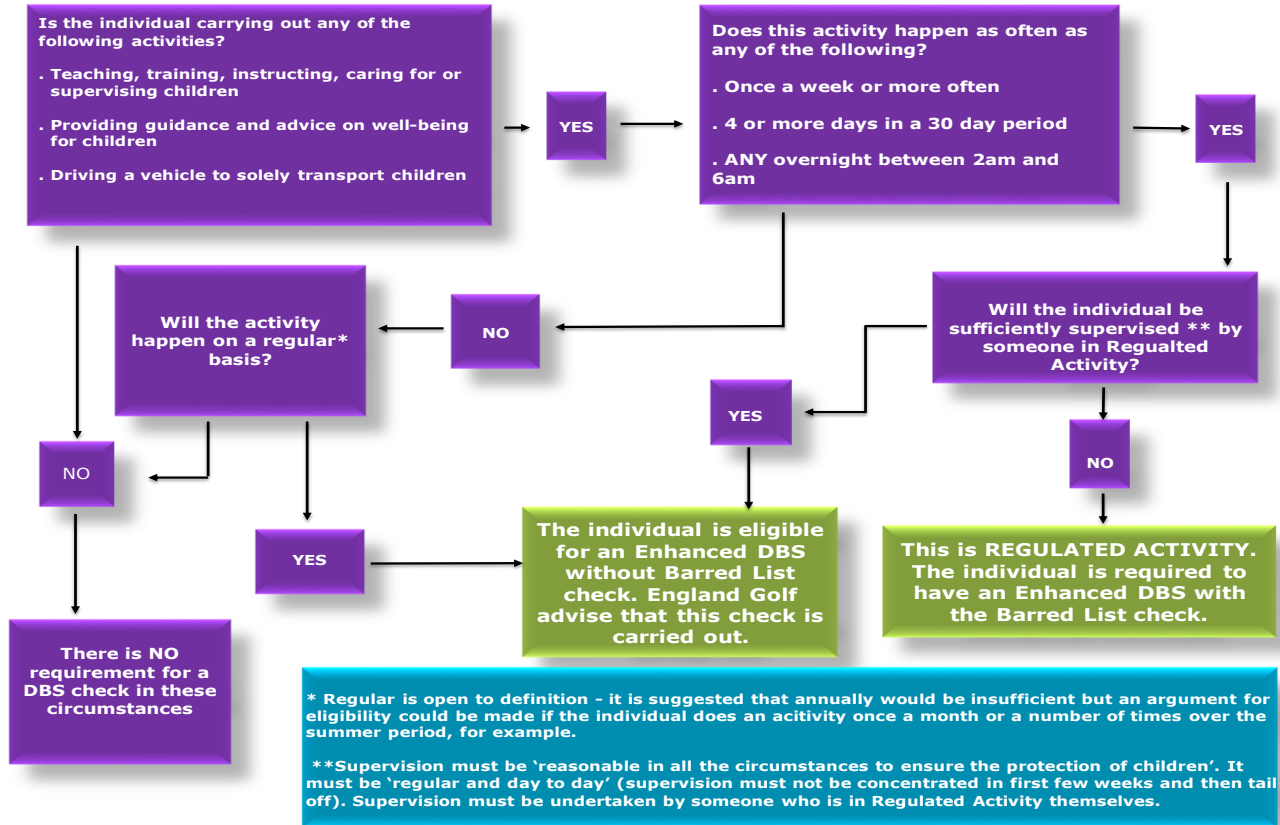 Is the individual carrying out any of the
following activities?
. Teaching, training, instructing, caring for or
supervising children
. Providing guidance and advice on well-being
for children
. Driving a vehicle to solely transport children
YES
Does this activity happen as often as
any of the following?
. Once a week or more often
. 4 or more days in a 30 day period
. ANY overnight between 2am and
6am
YES
Will the activity
happen on a regular*
basis?
NO
Will the individual be
sufficiently supervised ** by
someone in Regualted
Activity?
YES
NO
NO
YES
The individual is eligible
for an Enhanced DBS
without Barred List
check. England Golf
advise that this check is
carried out.
This is REGULATED ACTIVITY.
The individual is required to
have an Enhanced DBS with
the Barred List check.
There is NO
requirement for a
DBS check in these
circumstances
* Regular is open to definition - it is suggested that annually would be insufficient but an argument for
eligibility could be made if the individual does an acitivity once a month or a number of times over the
summer period, for example.
**Supervision must be ‘reasonable in all the circumstances to ensure the protection of children’. It
must be ‘regular and day to day’ (supervision must not be concentrated in first few weeks and then tail
off). Supervision must be undertaken by someone who is in Regulated Activity themselves.